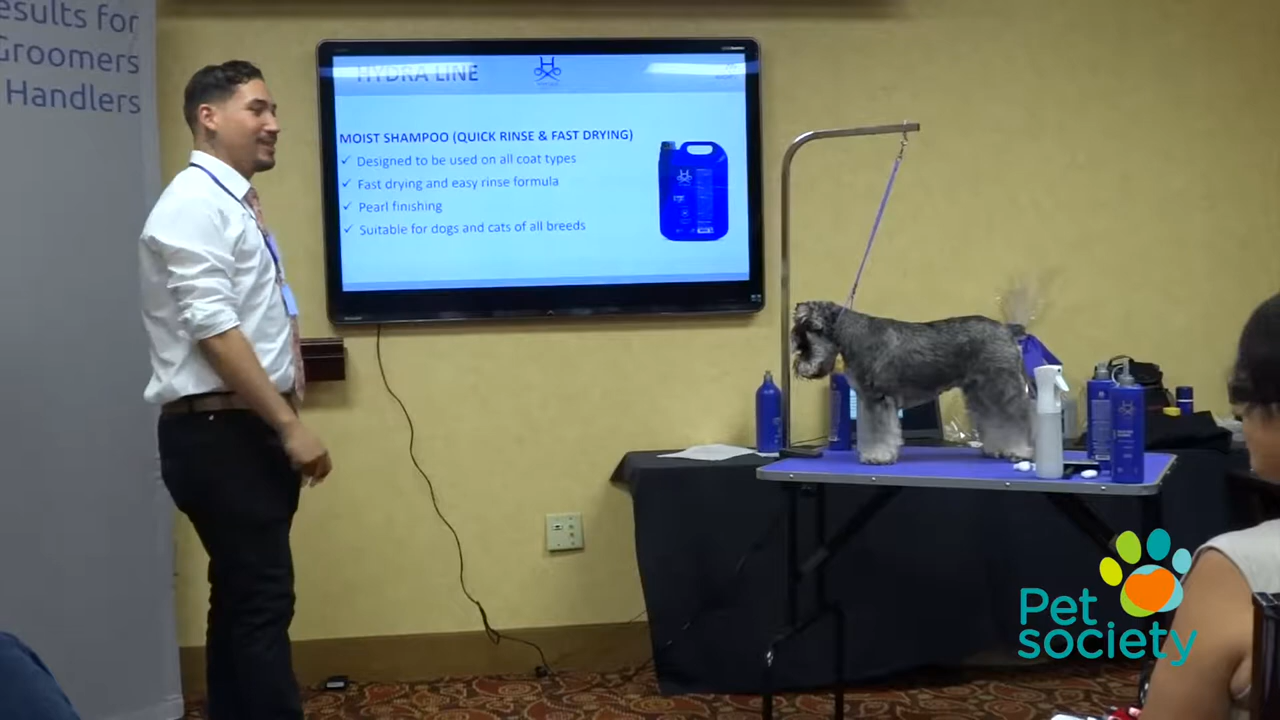 esults for
Groomers
Handlers
HYDRA LINE
MOIST SHAMPOO (QUICK RINSE & FAST DRYING)
✓ Designed to be used on all coat types
✓ Fast drying and easy rinse formula
✓ Pearl finishing
✓ Suitable for dogs and cats of all breeds
Pet
society